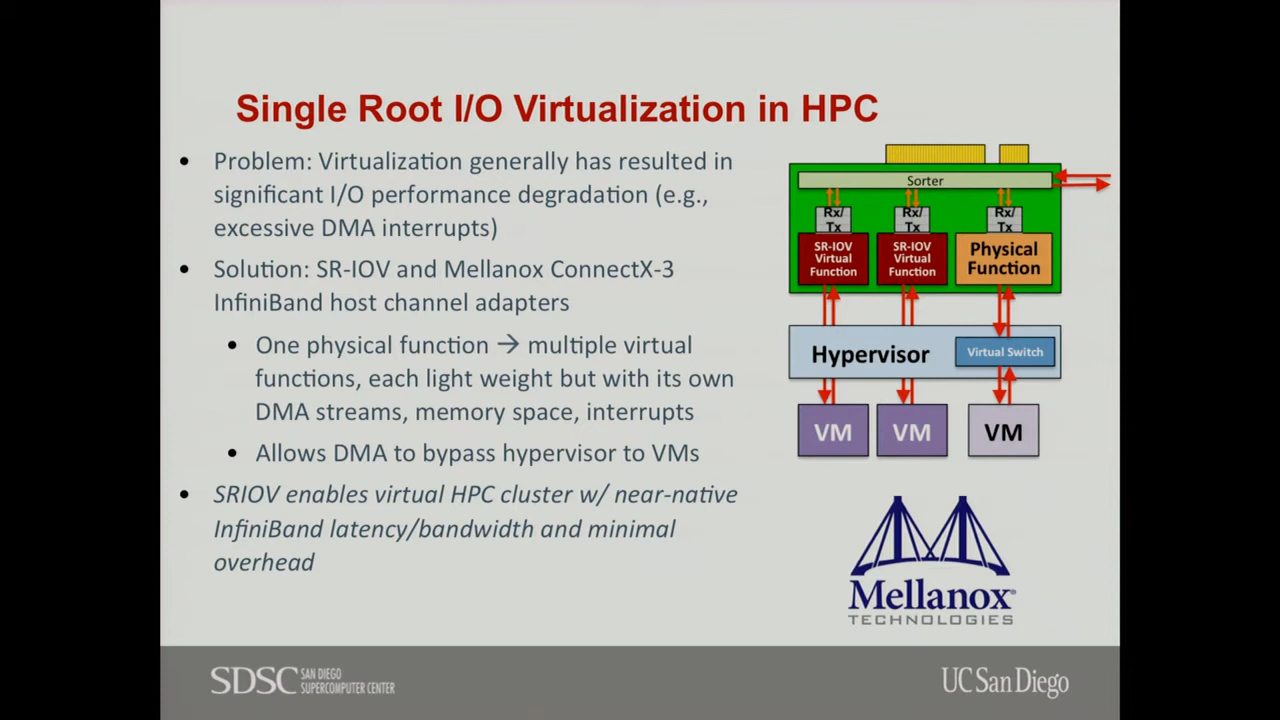 Single Root I/O Virtualization in HPC
• Problem: Virtualization generally has resulted in
significant I/O performance degradation (e.g.,
excessive DMA interrupts)
• Solution: SR-IOV and Mellanox ConnectX-3
InfiniBand host channel adapters
• One physical function → multiple virtual
functions, each light weight but with its own
DMA streams, memory space, interrupts
• Allows DMA to bypass hypervisor to VMs
• SRIOV enables virtual HPC cluster w/ near-native
InfiniBand latency/bandwidth and minimal
overhead
Sorter
Rx/
Tx
Rx/
Tx
Rx/
Tx
SR-IOV
Virtual
Function
SR-IOV
Virtual
Function
Physical
Function
Hypervisor
Virtual Switch
VM
VM
VM
Mellanox®
TECHNOLOGIES
SDSC
SAN DIEGO
SUPERCOMPUTER CENTER
UC San Diego